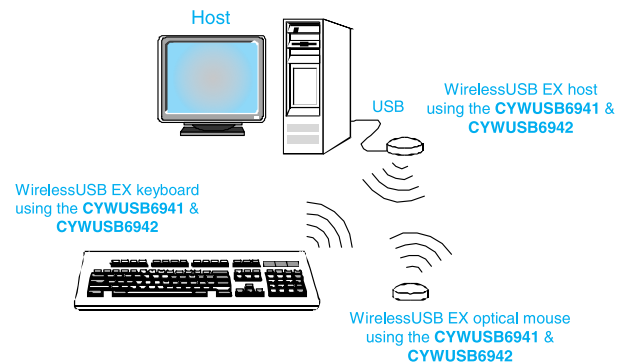 Host
USB
WirelessUSB EX host
using the CYWUSB6941 &
CYWUSB6942
WirelessUSB EX keyboard
using the CYWUSB6941 &
CYWUSB6942
WirelessUSB EX optical mouse
using the CYWUSB6941 &
CYWUSB6942